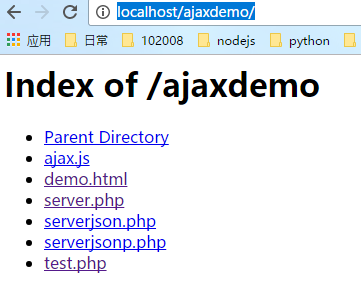 localhost/ajaxdemo/
应用 日常 102008 nodejs python
Index of /ajaxdemo
Parent Directory
ajax.js
demo.html
server.php
serverjson.php
serverjsonp.php
test.php